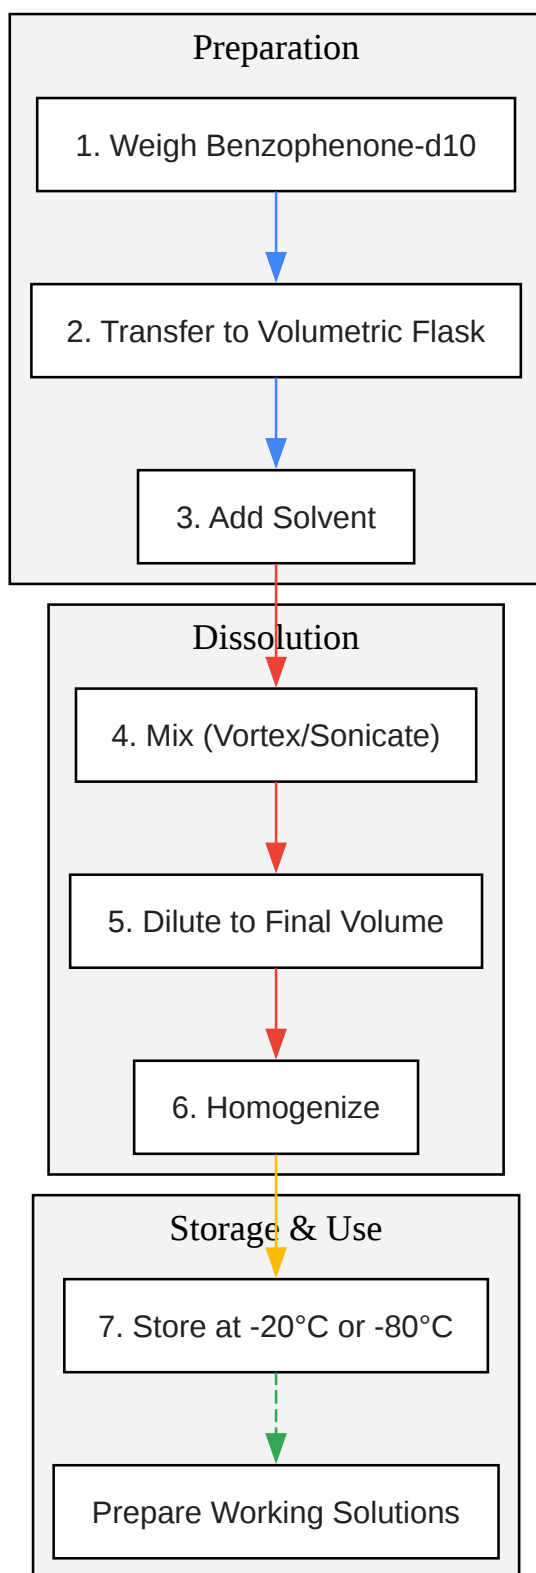 Preparation
1. Weigh Benzophenone-d10
2. Transfer to Volumetric Flask
3. Add Solvent
Dissolution
4. Mix (Vortex/Sonicate)
5. Dilute to Final Volume
6. Homogenize
Storage & Use
7. Store at -20°C or -80°C
Prepare Working Solutions